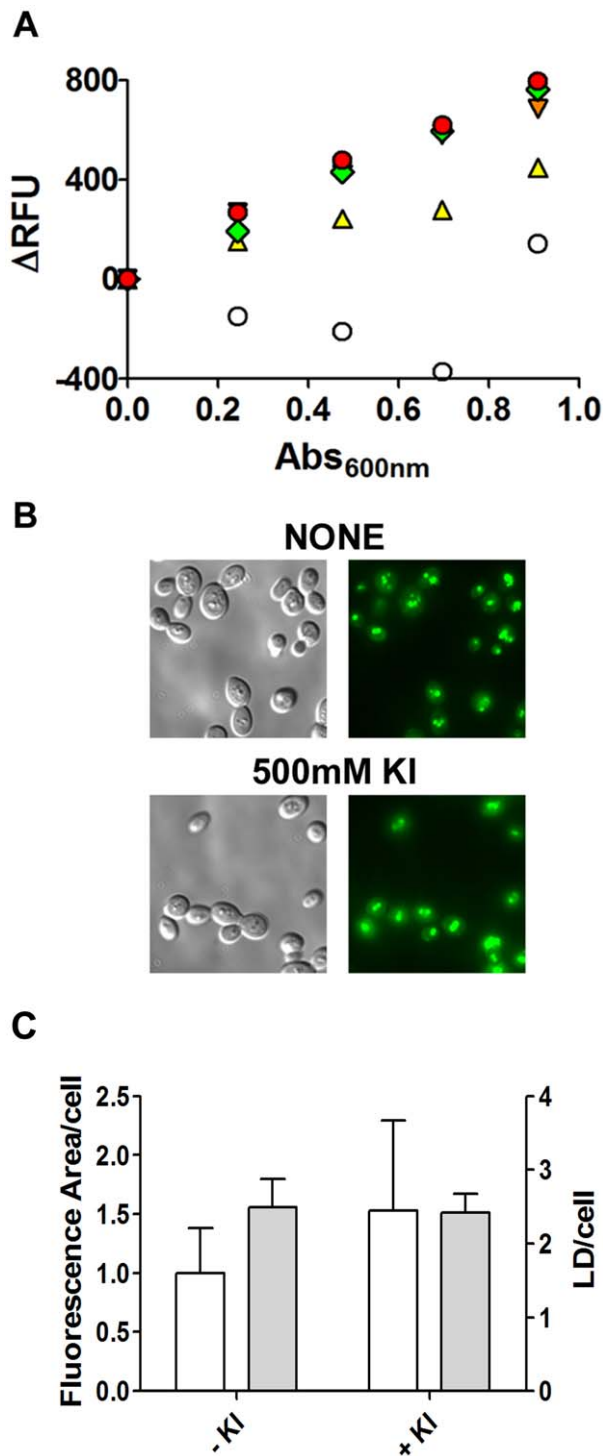 A
800
400
0
-400
ΔRFU
0.0 0.2 0.4 0.6 0.8 1.0
Abs600nm
B
NONE
500mM KI
C
Fluorescence Area/cell
2.5
2.0
1.5
1.0
0.5
0.0
4
3
2
1
0
LD/cell
- KI
+ KI